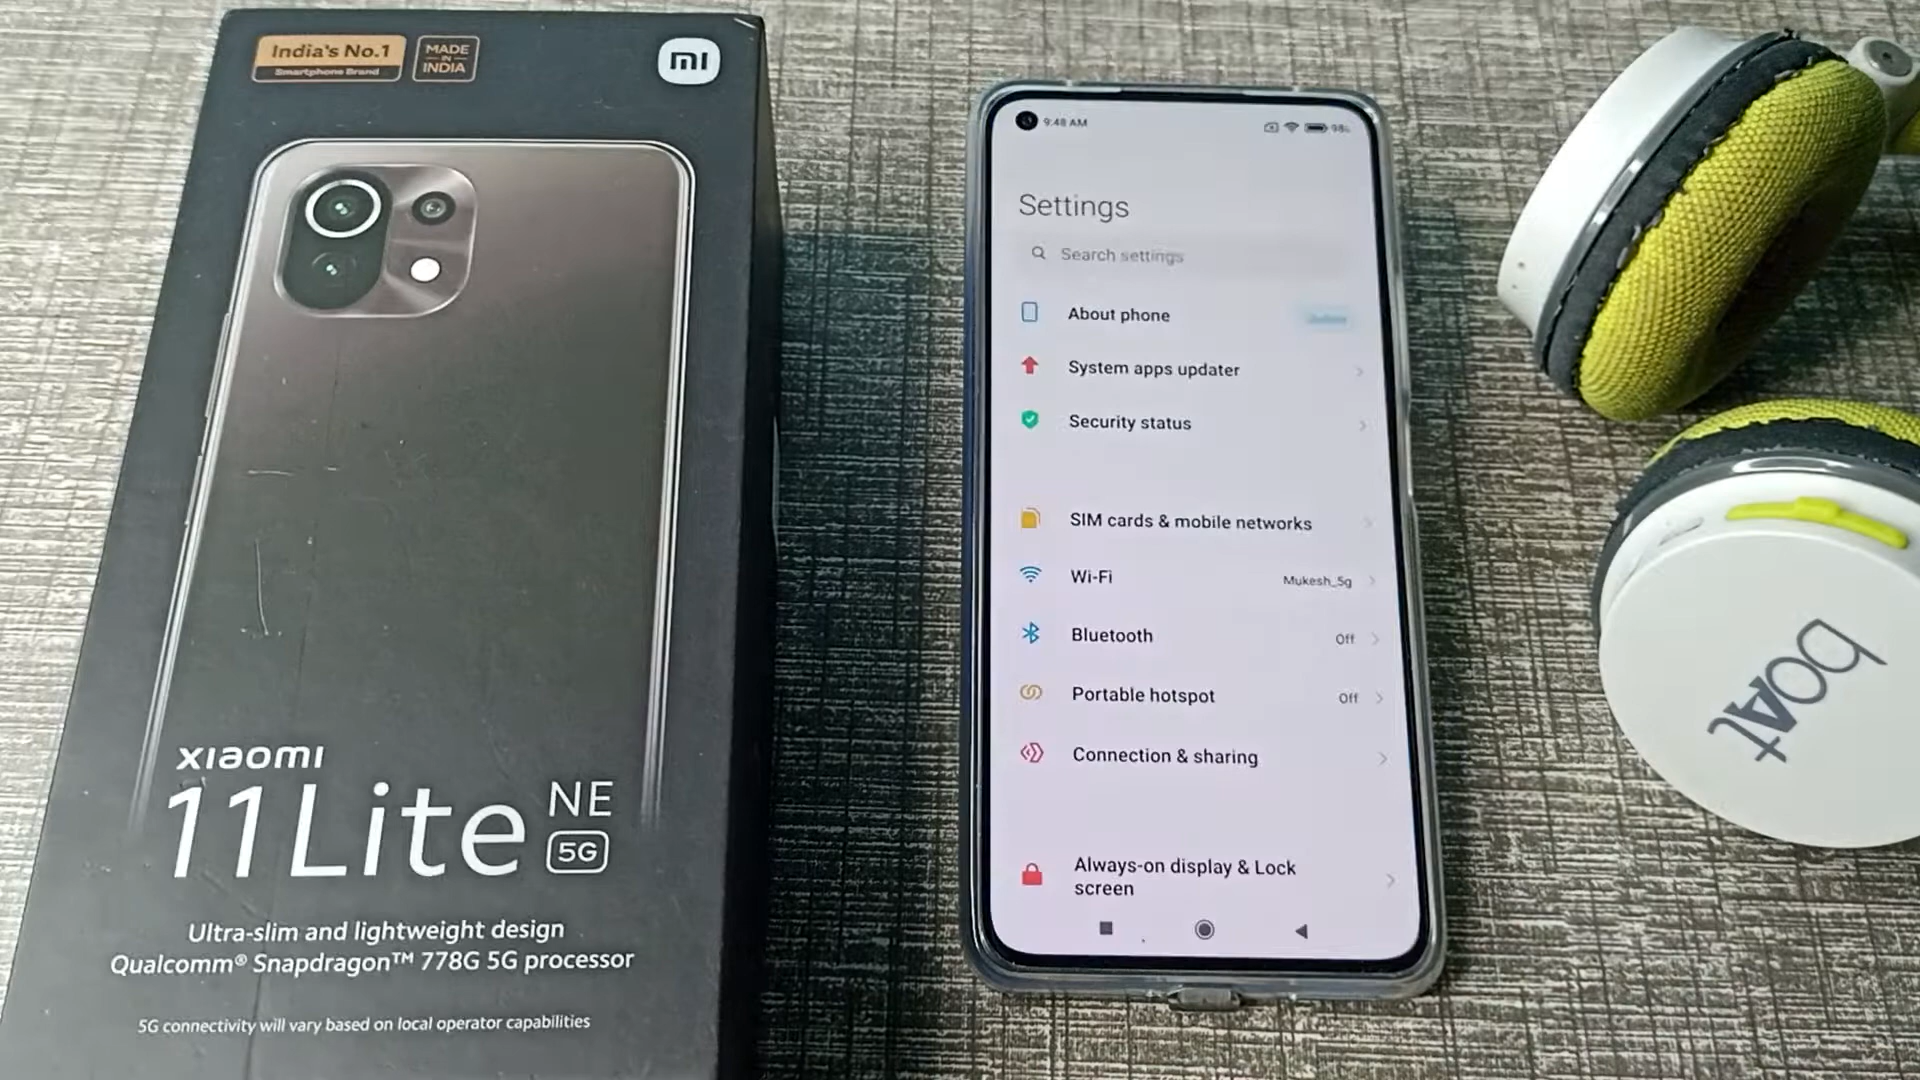 India's No.1
Smartphone Brand
MADE
IN
INDIA
mi
xiaomi
11 Lite NE
5G
Ultra-slim and lightweight design
Qualcomm® Snapdragon™ 778G 5G processor
5G connectivity will vary based on local operator capabilities
9:48 AM
98%
Settings
Search settings
About phone
System apps updater
Security status
SIM cards & mobile networks
Wi-Fi Mukesh_5g
Bluetooth Off
Portable hotspot Off
Connection & sharing
Always-on display & Lock
screen
boAt